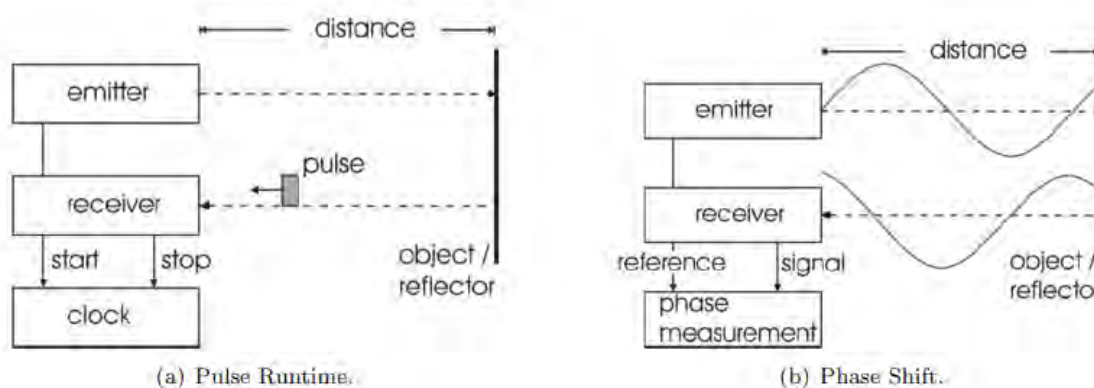 distance
emitter
pulse
receiver
start
stop
object /
reflector
clock
(a) Pulse Runtime.
distance
emitter
receiver
reference
signal
object /
reflecto
phase
measurement
(b) Phase Shift.